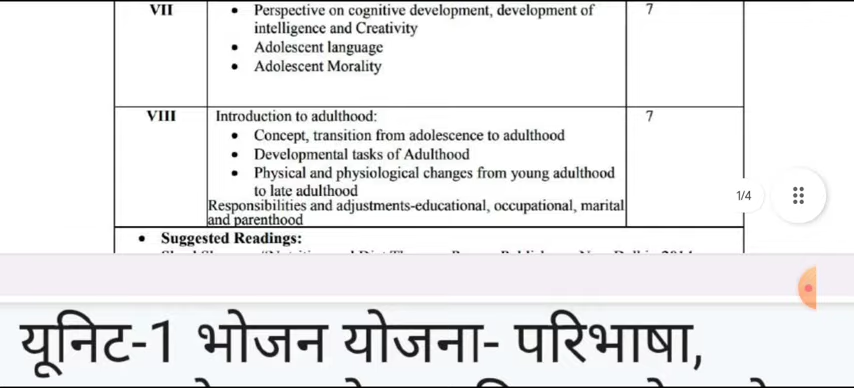 VII
• Perspective on cognitive development, development of
intelligence and Creativity
• Adolescent language
• Adolescent Morality
7
VIII
Introduction to adulthood:
• Concept, transition from adolescence to adulthood
• Developmental tasks of Adulthood
• Physical and physiological changes from young adulthood
to late adulthood
Responsibilities and adjustments-educational, occupational, marital
and parenthood
7
• Suggested Readings:
1/4
यूनिट-1 भोजन योजना- परिभाषा,